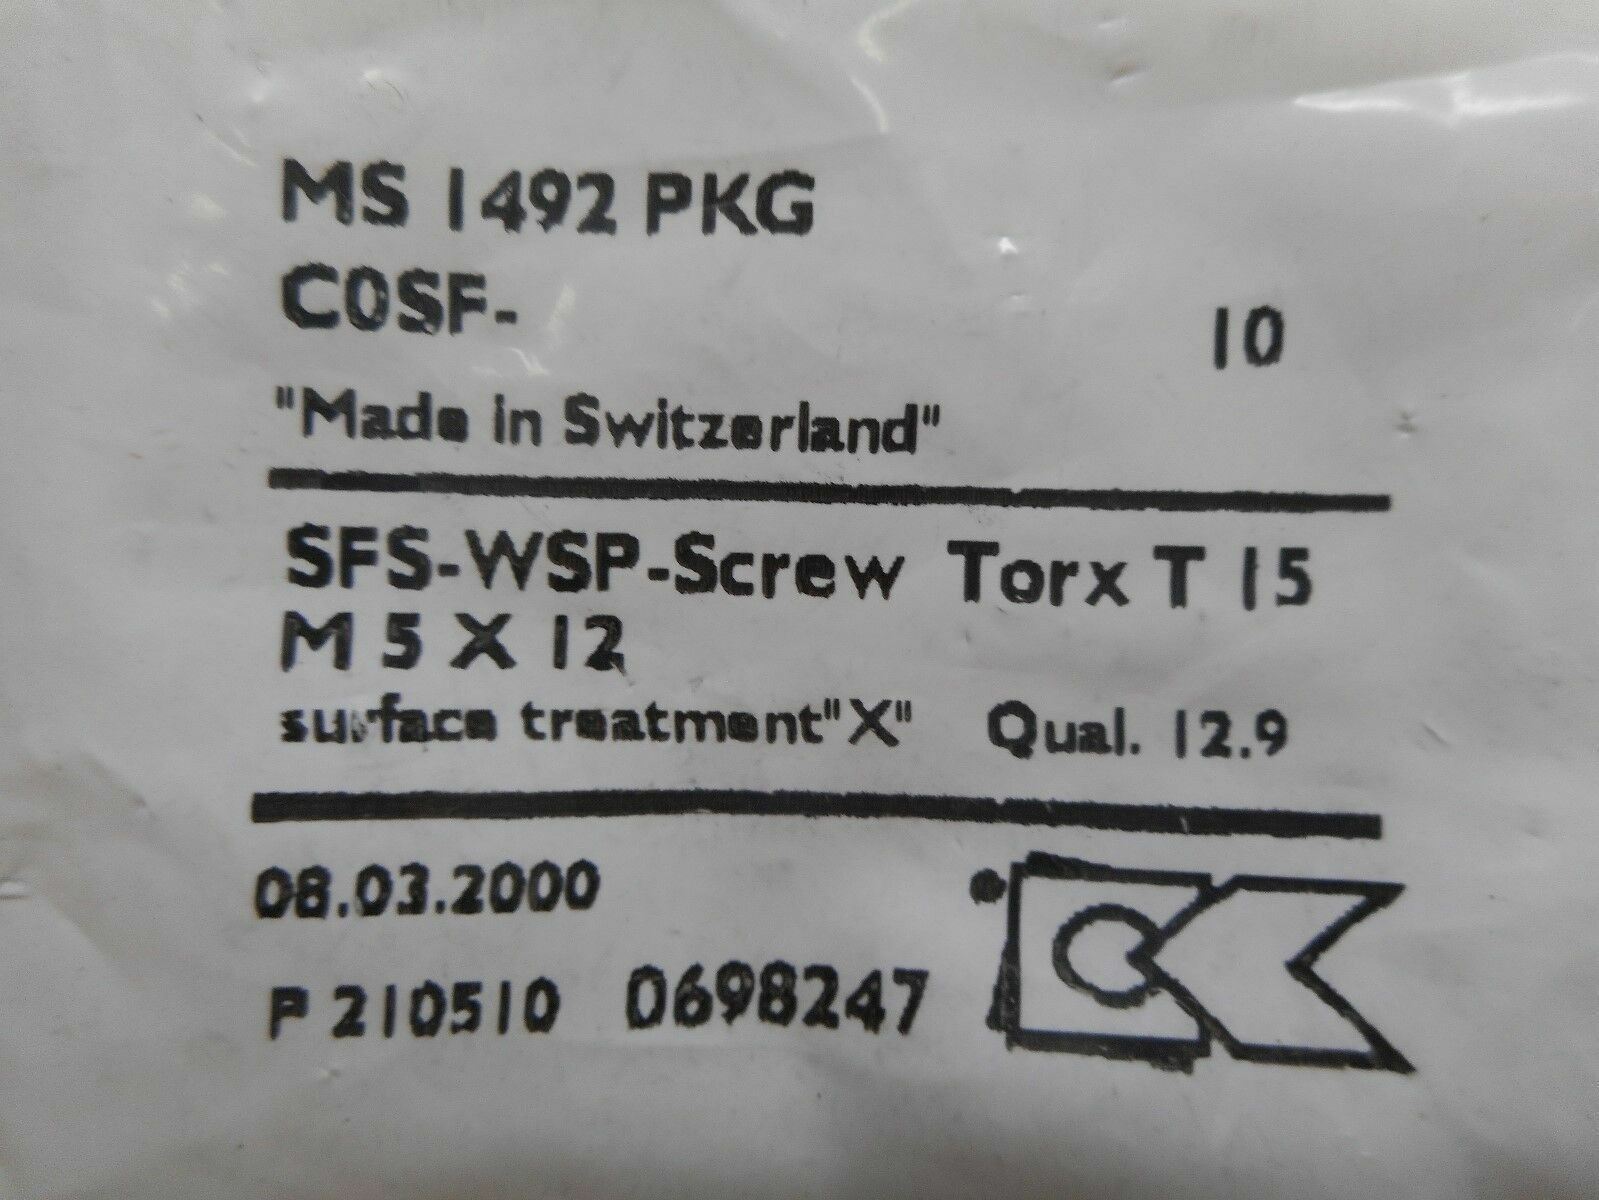 MS 1492 PKG
C0SF-
10
"Made in Switzerland"
SFS-WSP-Screw Torx T 15
M 5 X 12
surface treatment"X" Qual. 12.9
08.03.2000
P 210510 0698247